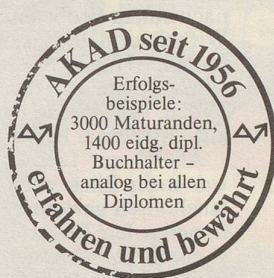 AKAD seit 1956
Erfolgs-
beispiele:
3000 Maturanden,
1400 eidg. dipl.
Buchhalter –
analog bei allen
Diplomen
erfahren und bewährt